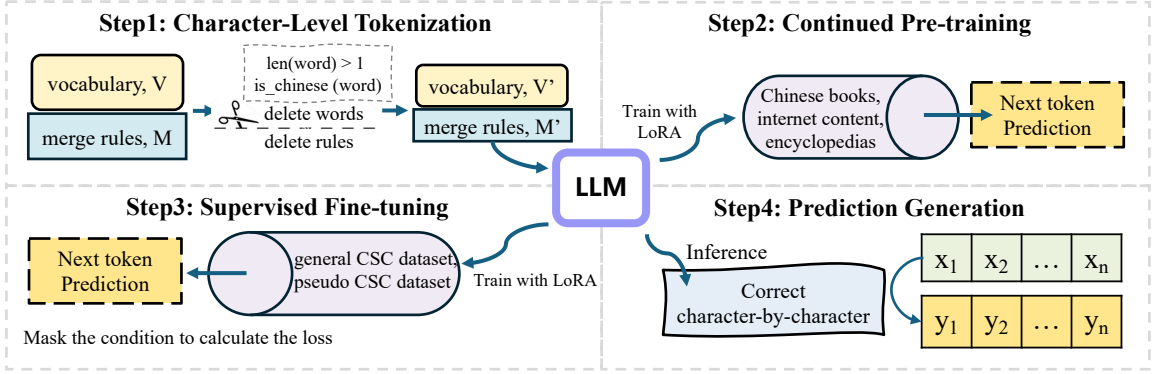 Step1: Character-Level Tokenization
vocabulary, V
merge rules, M
len(word) > 1
is_chinese (word)
delete words
delete rules
vocabulary, V’
merge rules, M’
Step2: Continued Pre-training
Train with
LoRA
Chinese books,
internet content,
encyclopedias
Next token
Prediction
LLM
Step3: Supervised Fine-tuning
Next token
Prediction
general CSC dataset,
pseudo CSC dataset
Train with LoRA
Mask the condition to calculate the loss
Step4: Prediction Generation
Inference
Correct
character-by-character
x1 x2 … xn
y1 y2 … yn